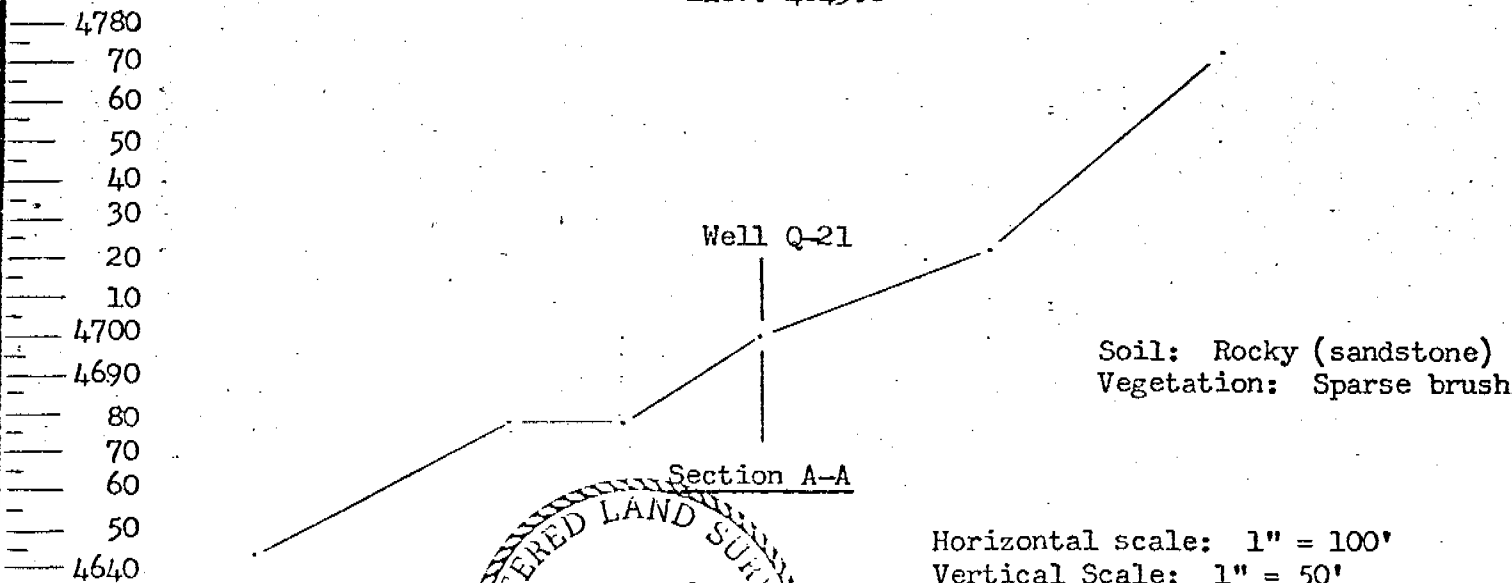 4780
70
60
50
40
30
20
10
4700
4690
80
70
60
50
4640
Well Q-21
Soil: Rocky (sandstone)
Vegetation: Sparse brush
Section A-A
Horizontal scale: 1" = 100'
Vertical Scale: 1" = 50'
LAND